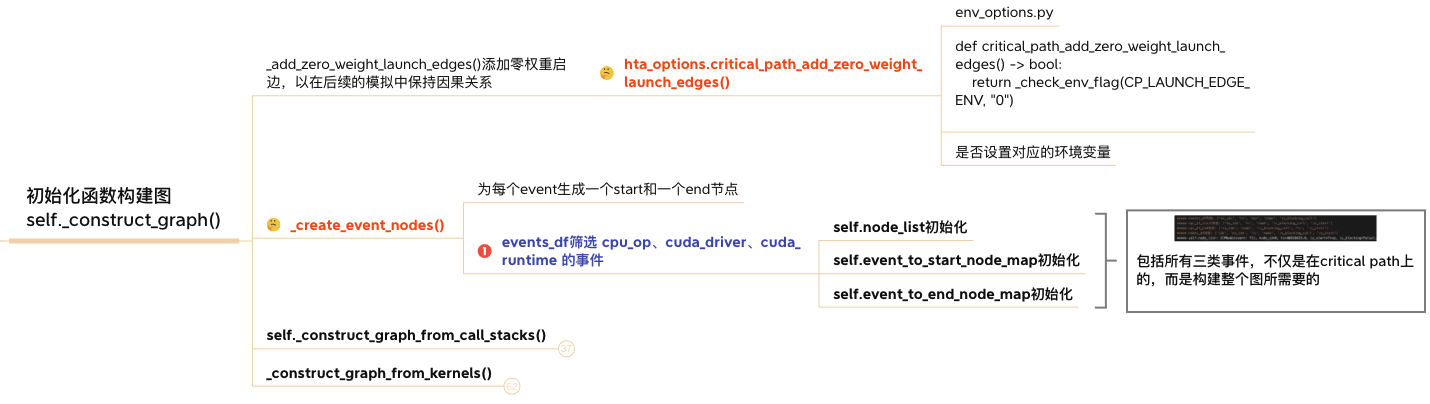 初始化函数构建图
self._construct_graph()
_add_zero_weight_launch_edges()添加零权重启
边，以在后续的模拟中保持因果关系
hta_options.critical_path_add_zero_weight_
launch_edges()
env_options.py
def critical_path_add_zero_weight_launch_
edges() -> bool:
return _check_env_flag(CP_LAUNCH_EDGE_
ENV, "0")
是否设置对应的环境变量
_create_event_nodes()
为每个event生成一个start和一个end节点
1
events_df筛选 cpu_op、cuda_driver、cuda_
runtime 的事件
self.node_list初始化
self.event_to_start_node_map初始化
self.event_to_end_node_map初始化
包括所有三类事件，不仅是在critical path上
的，而是构建整个图所需要的
self._construct_graph_from_call_stacks()
37
_construct_graph_from_kernels()
62